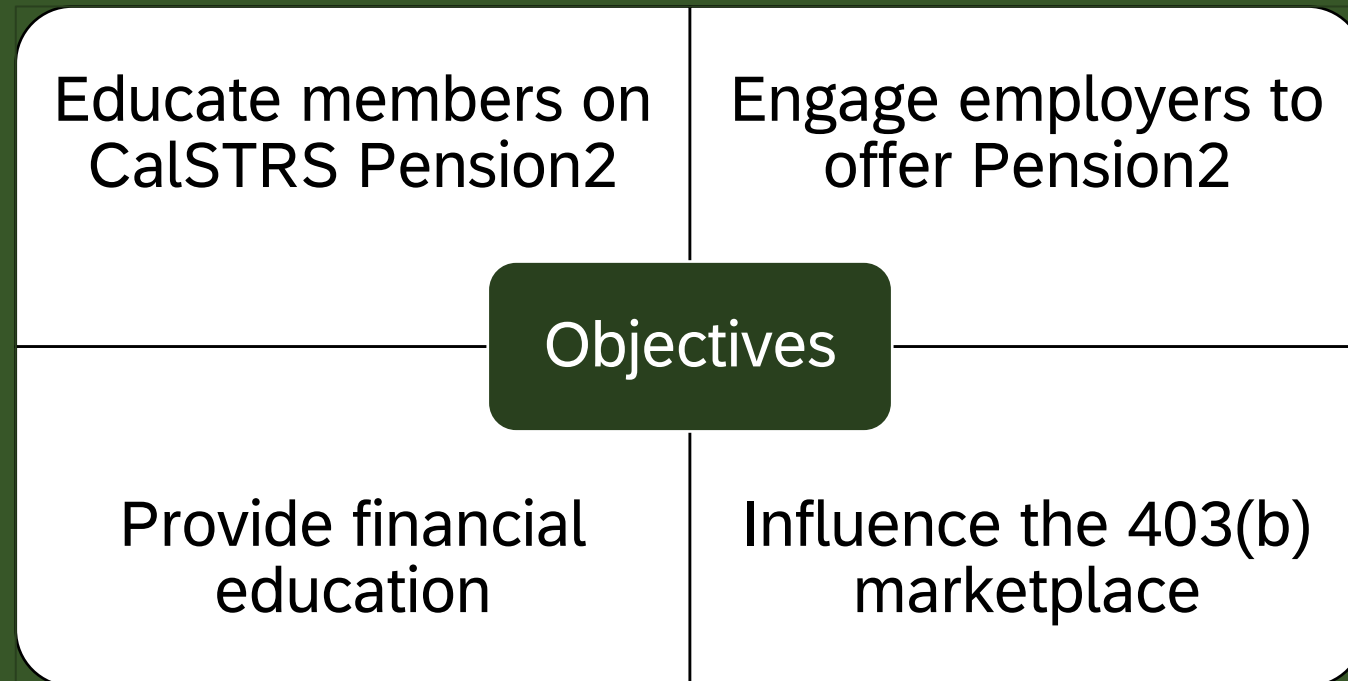 Educate members on
CalSTRS Pension2
Engage employers to
offer Pension2
Objectives
Provide financial
education
Influence the 403(b)
marketplace